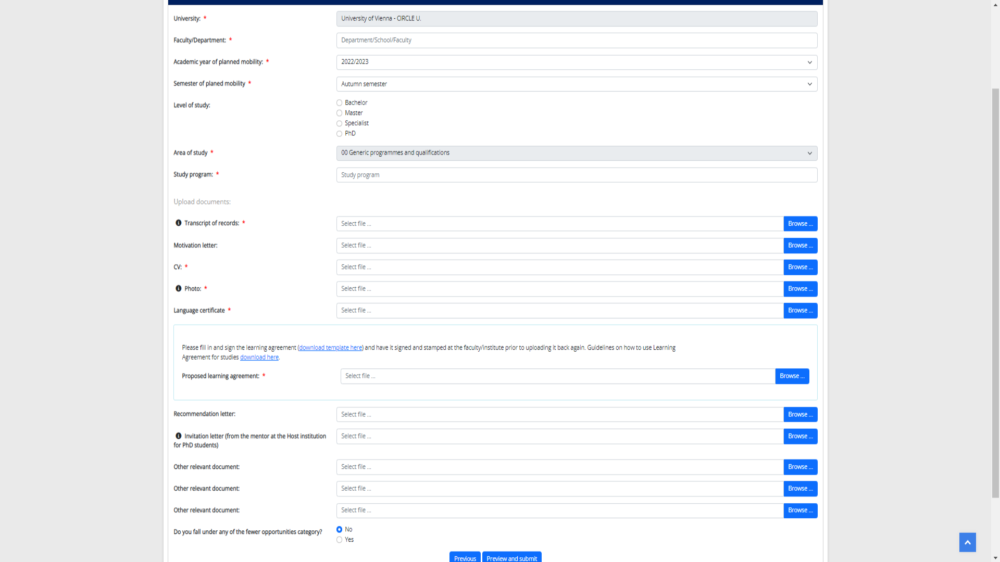 University: *
University of Vienna - CIRCLE U.
Faculty/Department: *
Department/School/Faculty
Academic year of planned mobility: *
2022/2023
Semester of planed mobility *
Autumn semester
Level of study:
Bachelor
Master
Specialist
PhD
Area of study *
00 Generic programmes and qualifications
Study program: *
Study program
Upload documents:
Transcript of records: *
Select file ...
Browse ...
Motivation letter:
Select file ...
Browse ...
CV: *
Select file ...
Browse ...
Photo: *
Select file ...
Browse ...
Language certificate *
Select file ...
Browse ...
Please fill in and sign the learning agreement (download template here) and have it signed and stamped at the faculty/institute prior to uploading it back again. Guidelines on how to use Learning
Agreement for studies download here.
Proposed learning agreement: *
Select file ...
Browse ...
Recommendation letter:
Select file ...
Browse ...
Invitation letter (from the mentor at the Host institution
for PhD students)
Select file ...
Browse ...
Other relevant document:
Select file ...
Browse ...
Other relevant document:
Select file ...
Browse ...
Other relevant document:
Select file ...
Browse ...
Do you fall under any of the fewer opportunities category?
No
Yes
Previous
Preview and submit